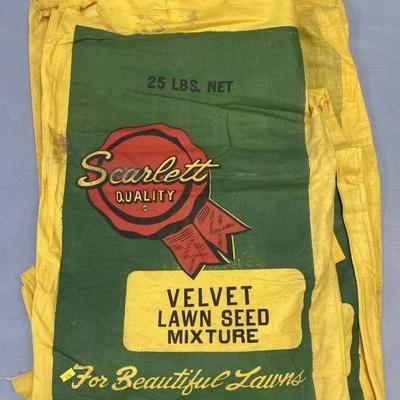 25 LBS. NET
Scarlett
QUALITY
VELVET
LAWN SEED
MIXTURE
For Beautiful Lawns